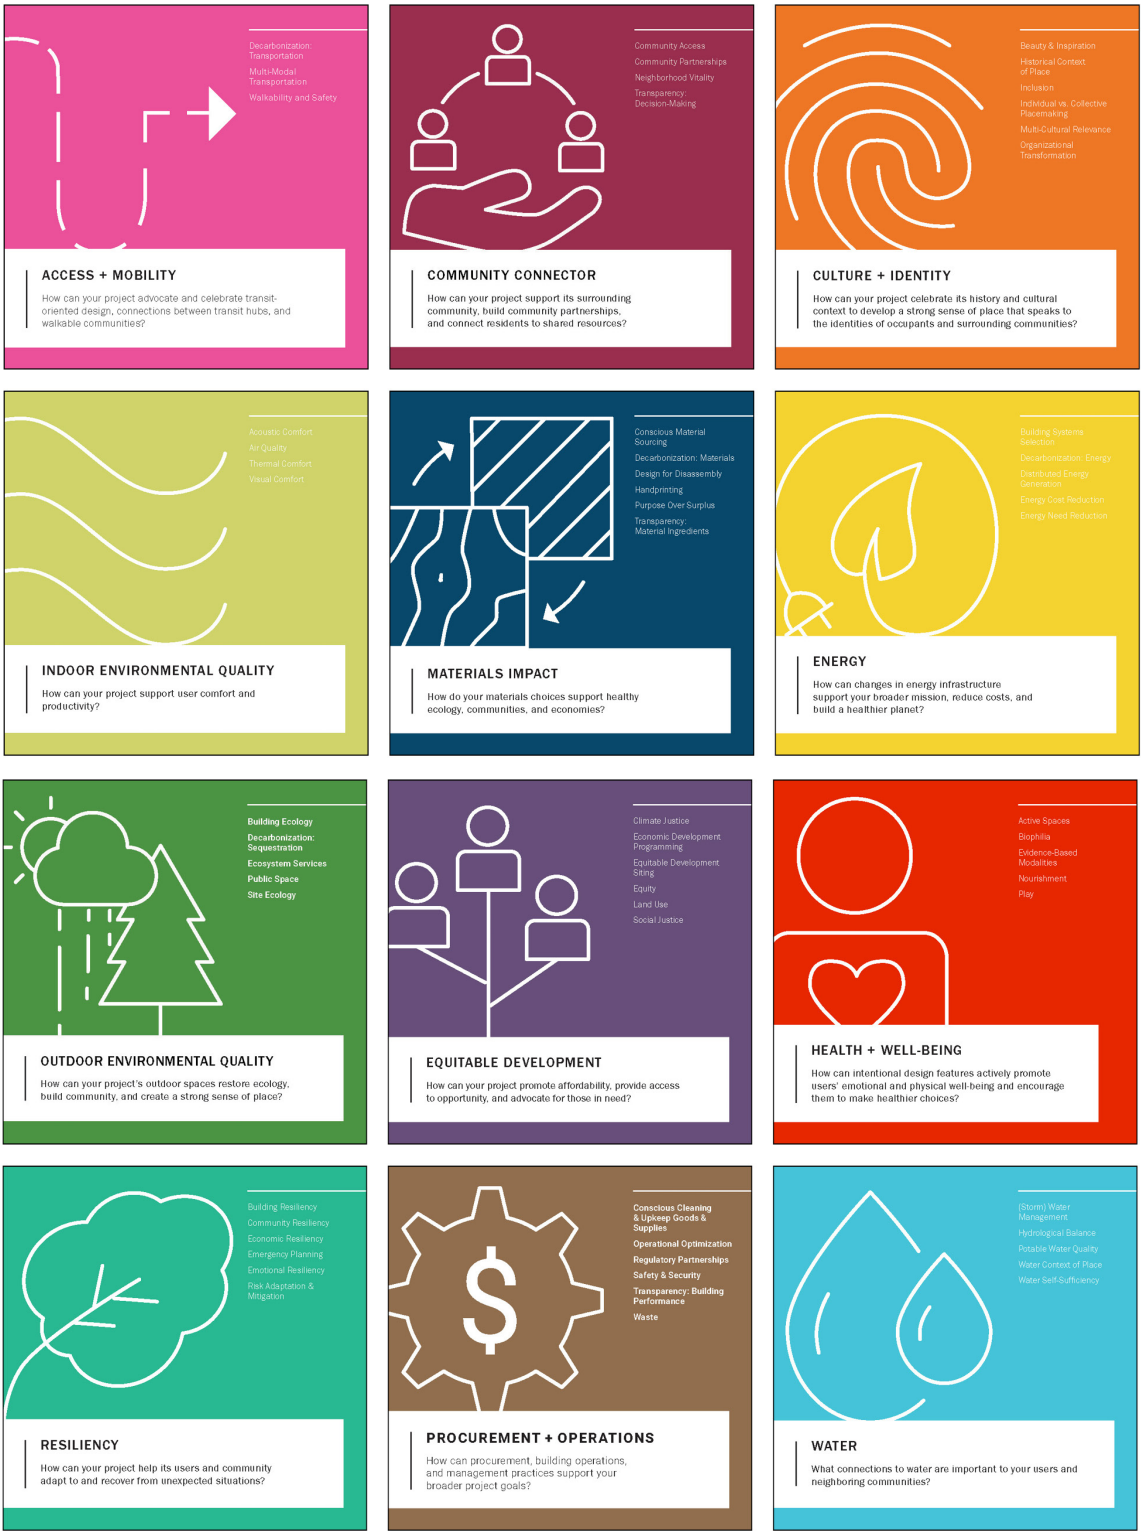 Decarbonization:
Transportation
Multi-Modal
Transportation
Walkability and Safety
ACCESS + MOBILITY
How can your project advocate and celebrate transit-
oriented design, connections between transit hubs, and
walkable communities?
Community Access
Community Partnerships
Neighborhood Vitality
Transparency:
Decision-Making
COMMUNITY CONNECTOR
How can your project support its surrounding
community, build community partnerships,
and connect residents to shared resources?
Beauty & Inspiration
Historical Context
of Place
Inclusion
Individual vs. Collective
Placemaking
Multi-Cultural Relevance
Organizational
Transformation
CULTURE + IDENTITY
How can your project celebrate its history and cultural
context to develop a strong sense of place that speaks to
the identities of occupants and surrounding communities?
Acoustic Comfort
Air Quality
Thermal Comfort
Visual Comfort
INDOOR ENVIRONMENTAL QUALITY
How can your project support user comfort and
productivity?
Conscious Material
Sourcing
Decarbonization: Materials
Design for Disassembly
Handprinting
Purpose Over Surplus
Transparency:
Material Ingredients
MATERIALS IMPACT
How do your materials choices support healthy
ecology, communities, and economies?
Building Systems
Selection
Decarbonization: Energy
Distributed Energy
Generation
Energy Cost Reduction
Energy Need Reduction
ENERGY
How can changes in energy infrastructure
support your broader mission, reduce costs, and
build a healthier planet?
Building Ecology
Decarbonization:
Sequestration
Ecosystem Services
Public Space
Site Ecology
OUTDOOR ENVIRONMENTAL QUALITY
How can your project's outdoor spaces restore ecology,
build community, and create a strong sense of place?
Climate Justice
Economic Development
Programming
Equitable Development
Siting
Equity
Land Use
Social Justice
EQUITABLE DEVELOPMENT
How can your project promote affordability, provide access
to opportunity, and advocate for those in need?
Active Spaces
Biophilia
Evidence-Based
Modalities
Nourishment
Play
HEALTH + WELL-BEING
How can intentional design features actively promote
users' emotional and physical well-being and encourage
them to make healthier choices?
Building Resiliency
Community Resiliency
Economic Resiliency
Emergency Planning
Emotional Resiliency
Risk Adaptation &
Mitigation
RESILIENCY
How can your project help its users and community
adapt to and recover from unexpected situations?
Conscious Cleaning
& Upkeep Goods &
Supplies
Operational Optimization
Regulatory Partnerships
Safety & Security
Transparency: Building
Performance
Waste
$
PROCUREMENT + OPERATIONS
How can procurement, building operations,
and management practices support your
broader project goals?
(Storm) Water
Management
Hydrological Balance
Potable Water Quality
Water Context of Place
Water Self-Sufficiency
WATER
What connections to water are important to your users and
neighboring communities?